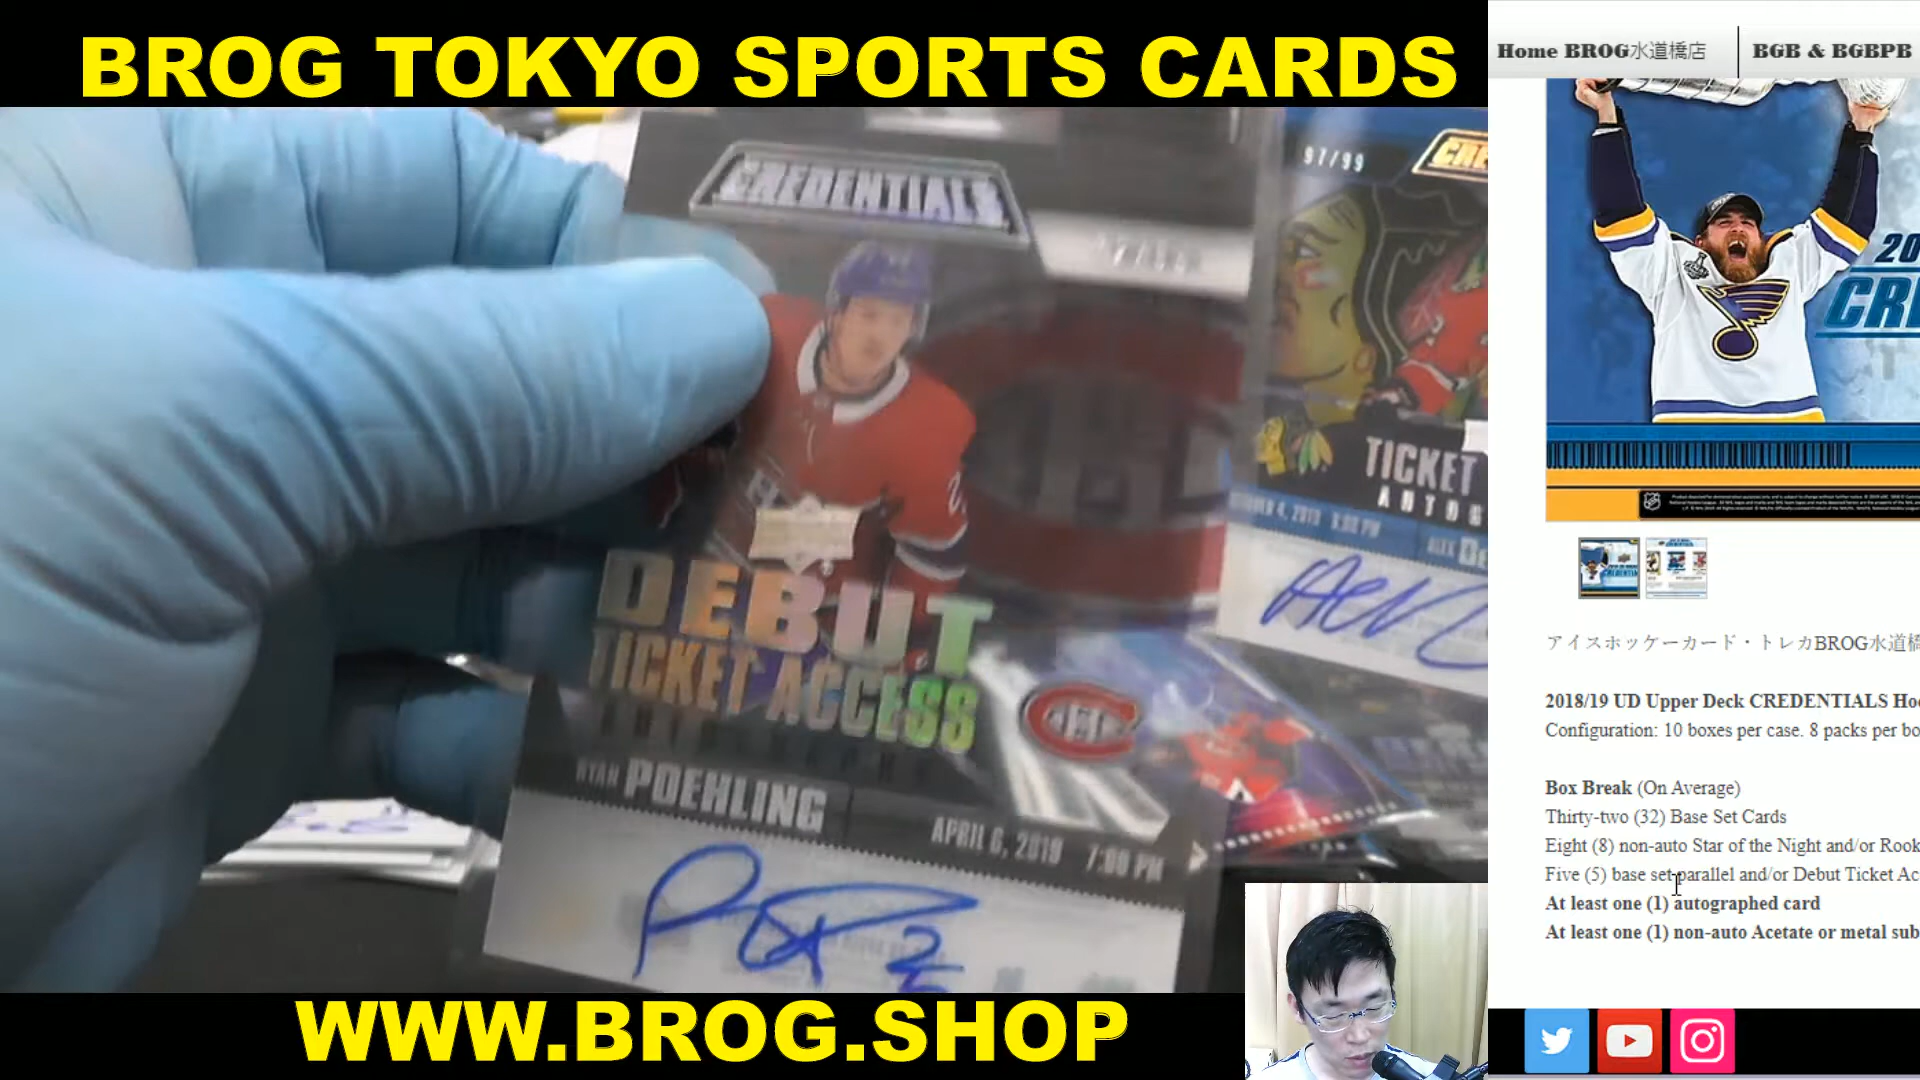 BROG TOKYO SPORTS CARDS
Home BROG水道橋店
BGB & BGBPB
CREDENTIALS
97/99
CRE
20
CRE
TICKET
AUTOG
DEBUT
TICKET ACCESS
RYAN POEHLING
APRIL 6, 2019 7:00 PM
アイスホッケーカード・トレカBROG水道橋
2018/19 UD Upper Deck CREDENTIALS Hoc
Configuration: 10 boxes per case. 8 packs per bo
Box Break (On Average)
Thirty-two (32) Base Set Cards
Eight (8) non-auto Star of the Night and/or Rook
Five (5) base set parallel and/or Debut Ticket Ac
At least one (1) autographed card
At least one (1) non-auto Acetate or metal sub
WWW.BROG.SHOP